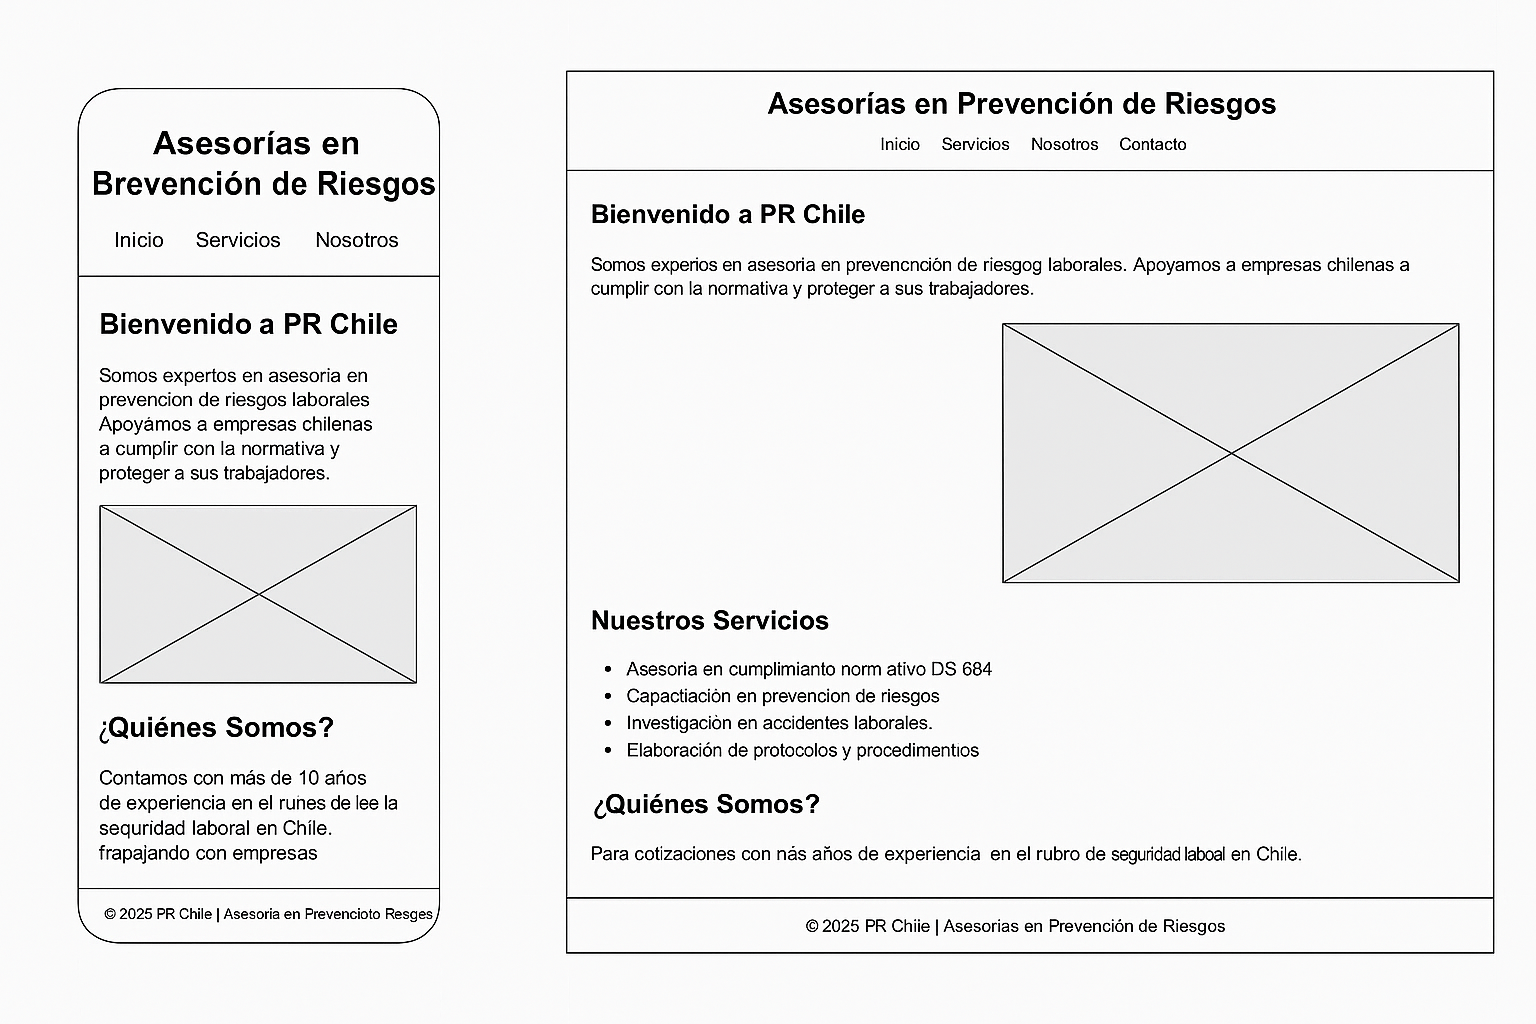 Asesorías en
Brevención de Riesgos
Inicio Servicios Nosotros
Bienvenido a PR Chile
Somos expertos en asesoria en
prevencion de riesgos laborales
Apoyámos a empresas chilenas
a cumplir con la normativa y
proteger a sus trabajadores.
¿Quiénes Somos?
Contamos con más de 10 años
de experiencia en el runes de lee la
sequridad laboral en Chíle.
frapajando con empresas
© 2025 PR Chile | Asesoria en Prevencioto Resges
Asesorías en Prevención de Riesgos
Inicio Servicios Nosotros Contacto
Bienvenido a PR Chile
Somos experios en asesoria en prevencnción de riesgog laborales. Apoyamos a empresas chilenas a
cumplir con la normativa y proteger a sus trabajadores.
Nuestros Servicios
• Asesoria en cumplimianto norm ativo DS 684
• Capactiaciòn en prevencion de riesgos
• Investigaciòn en accidentes laborales.
• Elaboración de protocolos y procedimentıos
¿Quiénes Somos?
Para cotizaciones con nás años de experiencia en el rubro de seguridad laboal en Chile.
© 2025 PR Chiie | Asesorias en Prevención de Riesgos